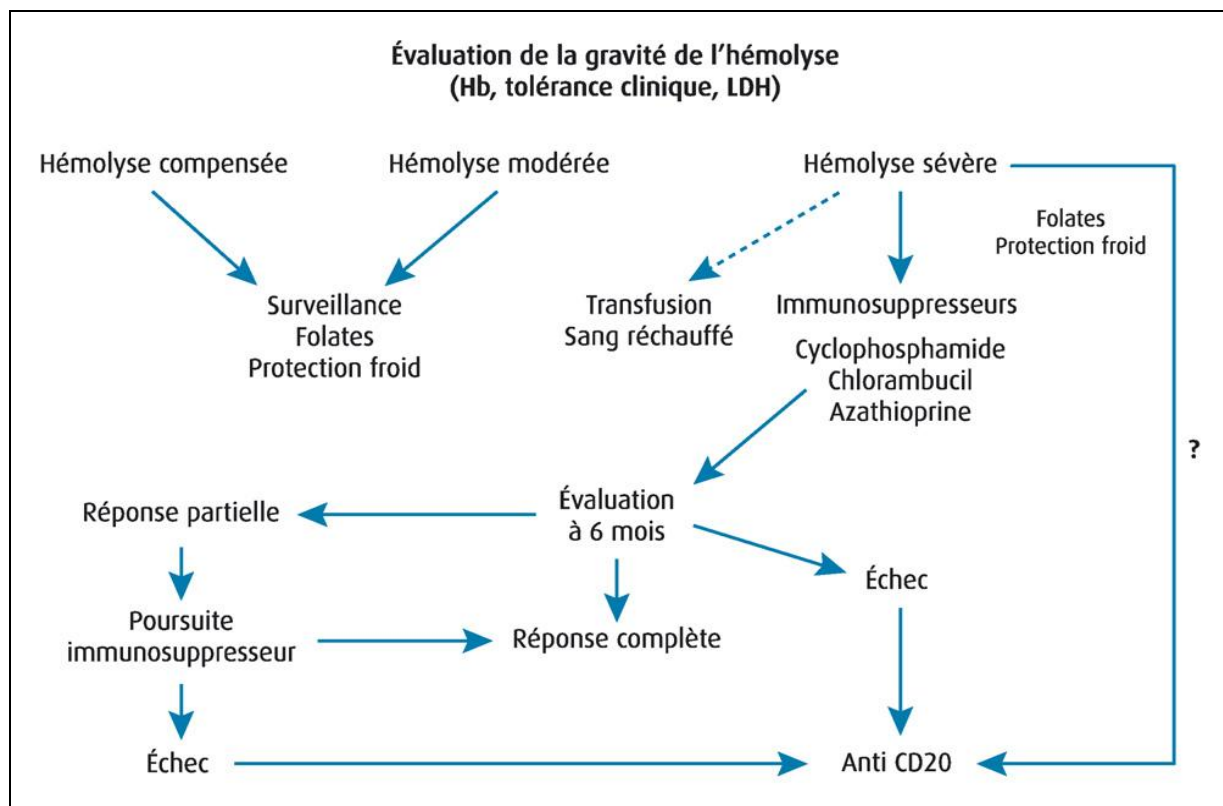 Évaluation de la gravité de l’hémolyse
(Hb, tolérance clinique, LDH)
Hémolyse compensée
Hémolyse modérée
Hémolyse sévère
Folates
Protection froid
Surveillance
Folates
Protection froid
Transfusion
Sang réchauffé
Immunosuppresseurs
Cyclophosphamide
Chlorambucil
Azathioprine
?
Évaluation
à 6 mois
Réponse partielle
Échec
Poursuite
immunosuppresseur
Réponse complète
Échec
Anti CD20